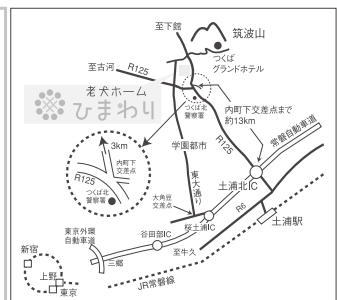 至下館
筑波山
つくば
グランドホテル
至古河
R125
老犬ホーム
ひまわり
つくば北
警察署
内町下交差点まで
約13km
3km
内町下
交差点
R125
つくば北
警察署
学園都市
R125
常磐自動車道
東大通り
土浦北IC
大角豆
交差点
桜土浦IC
R6
土浦駅
東京外環
自動車道
谷田部IC
至牛久
新宿
三郷
上野
東京
JR常磐線